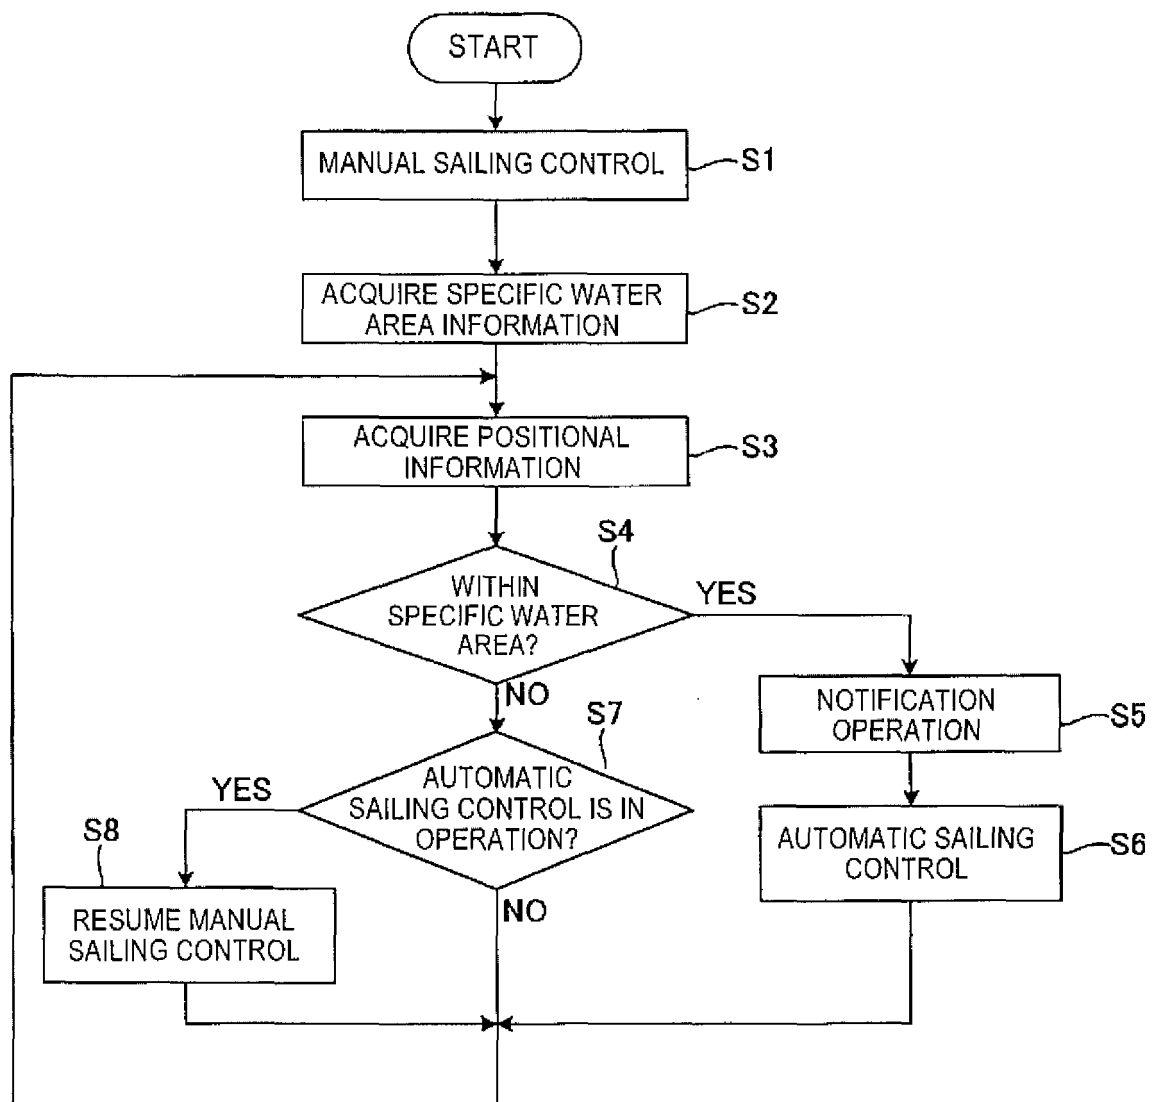 START
MANUAL SAILING CONTROL
S1
ACQUIRE SPECIFIC WATER
AREA INFORMATION
S2
ACQUIRE POSITIONAL
INFORMATION
S3
S4
WITHIN
SPECIFIC WATER
AREA?
YES
NO
NOTIFICATION
OPERATION
S5
S7
AUTOMATIC
SAILING CONTROL IS IN
OPERATION?
YES
NO
AUTOMATIC SAILING
CONTROL
S6
S8
RESUME MANUAL
SAILING CONTROL